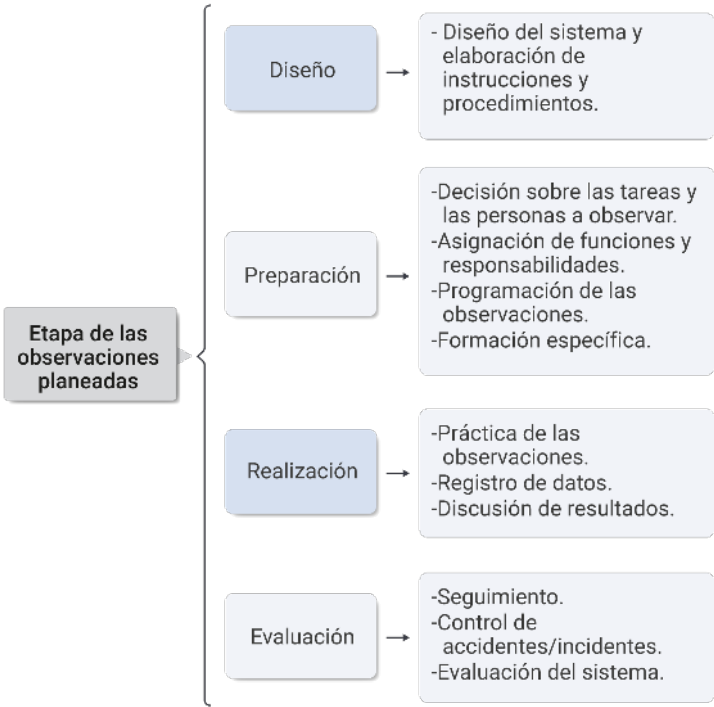 Etapa de las
observaciones
planeadas
Diseño
- Diseño del sistema y
elaboración de
instrucciones y
procedimientos.
Preparación
-Decisión sobre las tareas y
las personas a observar.
-Asignación de funciones y
responsabilidades.
-Programación de las
observaciones.
-Formación específica.
Realización
-Práctica de las
observaciones.
-Registro de datos.
-Discusión de resultados.
Evaluación
-Seguimiento.
-Control de
accidentes/incidentes.
-Evaluación del sistema.